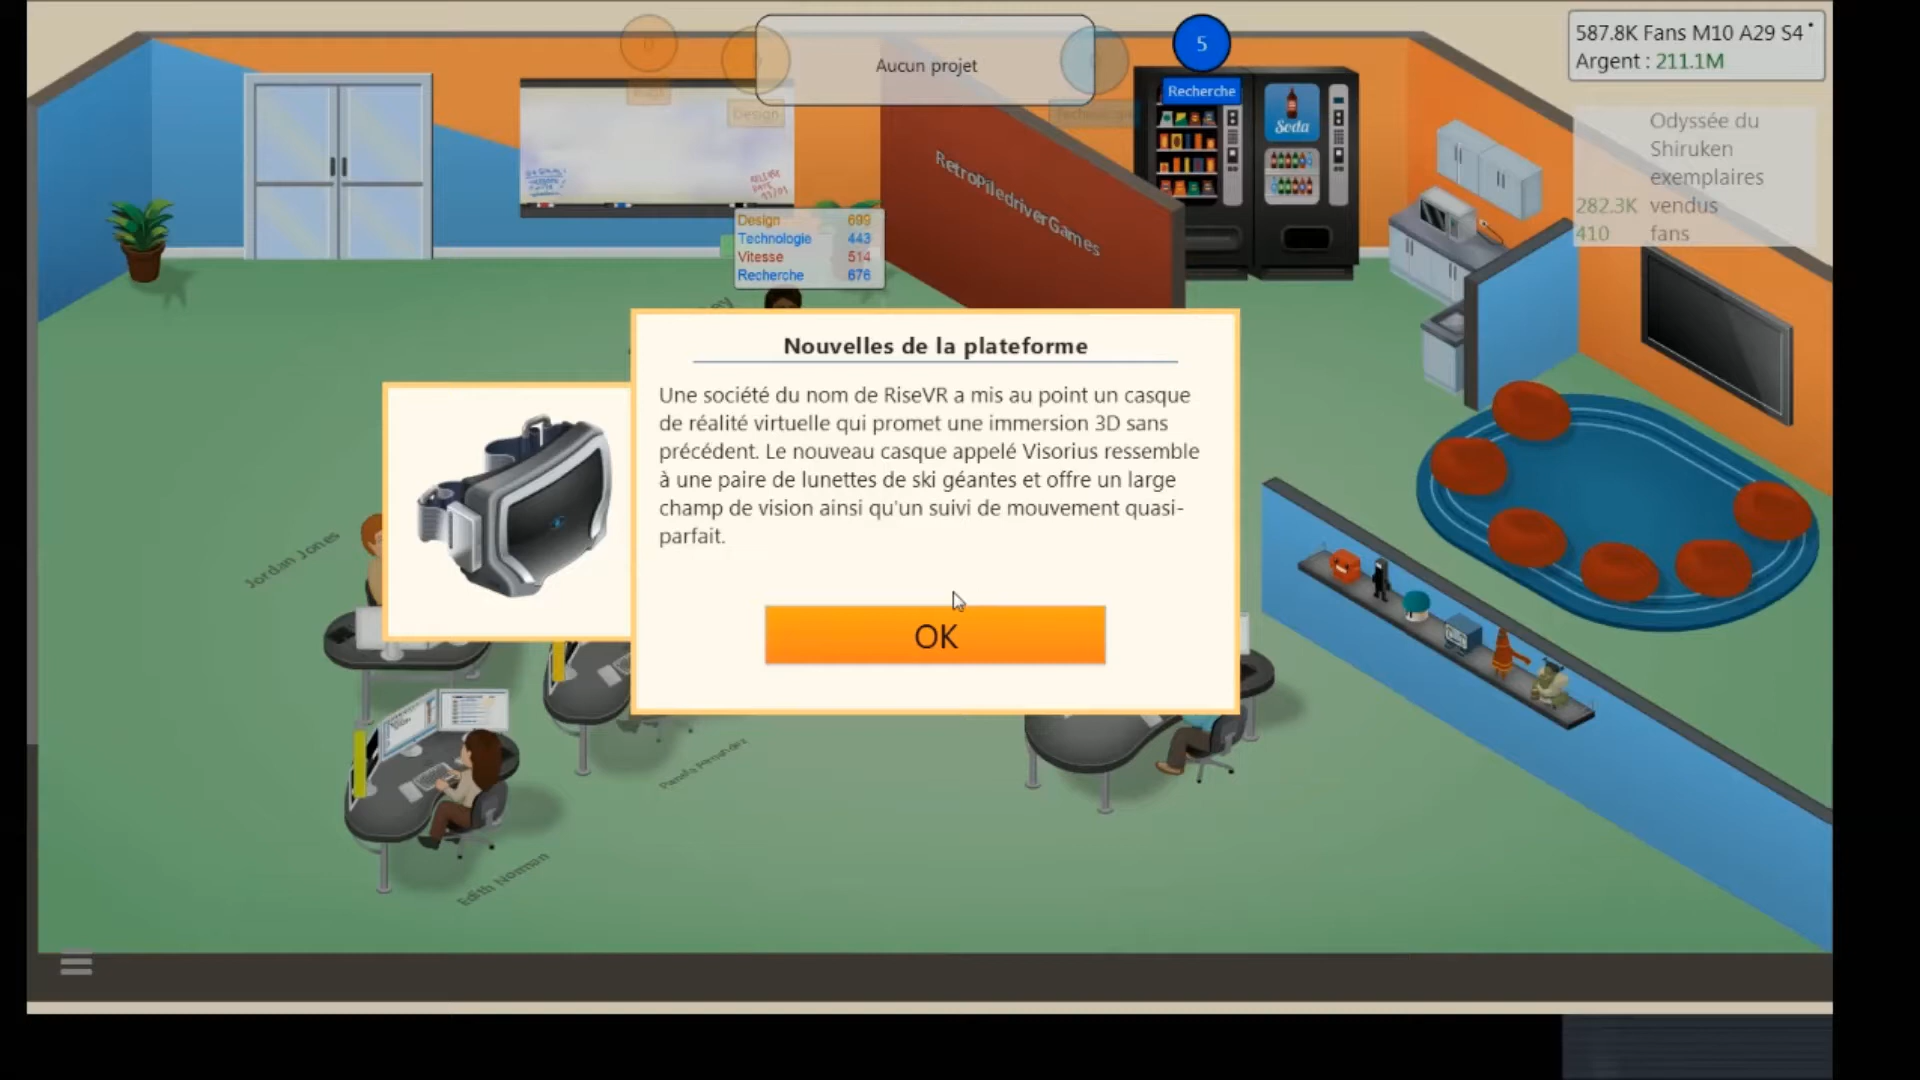 Aucun projet
5
Recherche
587.8K Fans M10 A29 S4
Argent : 211.1M
Design
Odyssée du
Shiruken
exemplaires
282.3K vendus
410 fans
Soda
RetroPiledriverGames
RELEASE
DATE
Design 699
Technologie 443
Vitesse 514
Recherche 676
Nouvelles de la plateforme
Une société du nom de RiseVR a mis au point un casque
de réalité virtuelle qui promet une immersion 3D sans
précédent. Le nouveau casque appelé Visorius ressemble
à une paire de lunettes de ski géantes et offre un large
champ de vision ainsi qu'un suivi de mouvement quasi-
parfait.
OK
Jordan Jones
Edith Norman